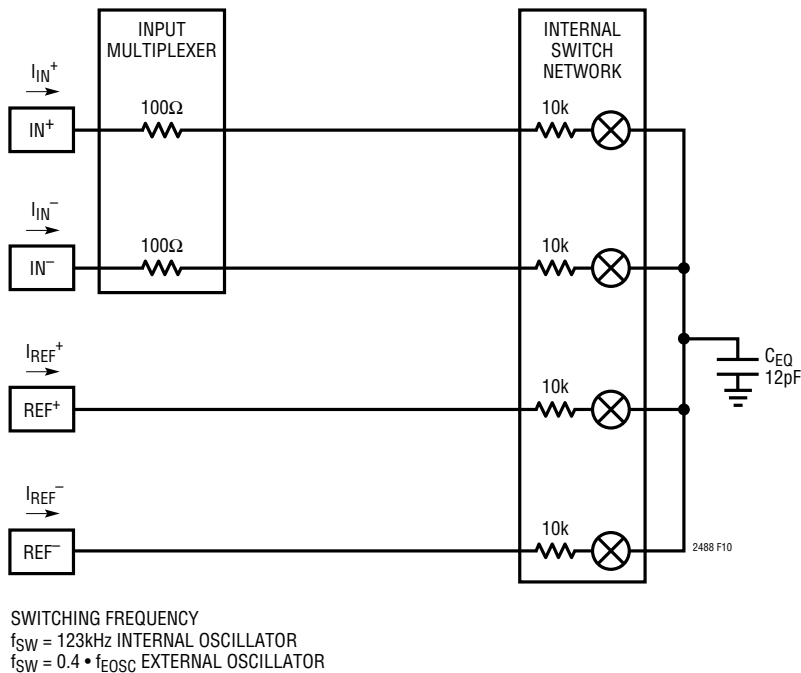 INPUT
MULTIPLEXER
INTERNAL
SWITCH
NETWORK
I_IN⁺
100Ω
10k
IN⁺
I_IN⁻
100Ω
10k
IN⁻
I_REF⁺
10k
REF⁺
C_EQ
12pF
I_REF⁻
10k
REF⁻
2488 F10
SWITCHING FREQUENCY
f_SW = 123kHz INTERNAL OSCILLATOR
f_SW = 0.4 • f_EOSC EXTERNAL OSCILLATOR